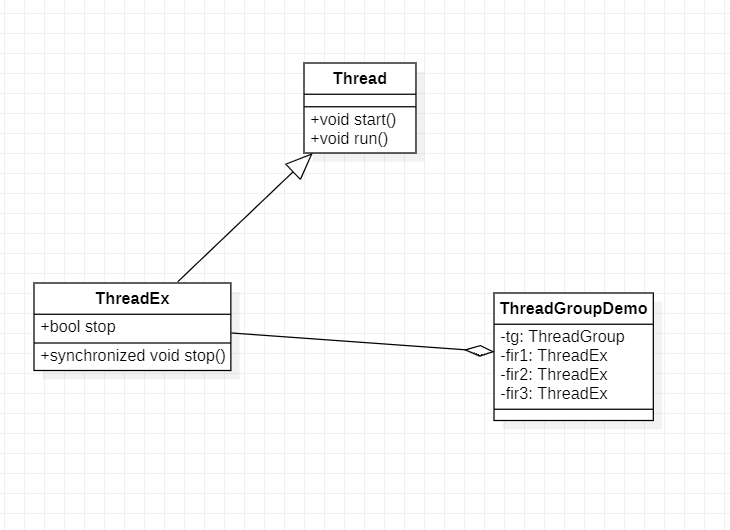 Thread
+void start()
+void run()
ThreadEx
+bool stop
+synchronized void stop()
ThreadGroupDemo
-tg: ThreadGroup
-fir1: ThreadEx
-fir2: ThreadEx
-fir3: ThreadEx